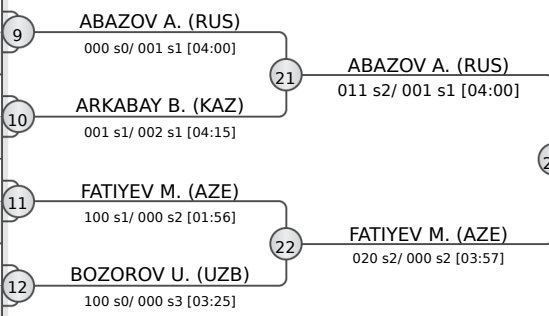 9
ABAZOV A. (RUS)
000 s0/ 001 s1 [04:00]
21
ABAZOV A. (RUS)
011 s2/ 001 s1 [04:00]
10
ARKABAY B. (KAZ)
001 s1/ 002 s1 [04:15]
11
FATIYEV M. (AZE)
100 s1/ 000 s2 [01:56]
22
FATIYEV M. (AZE)
020 s2/ 000 s2 [03:57]
12
BOZOROV U. (UZB)
100 s0/ 000 s3 [03:25]